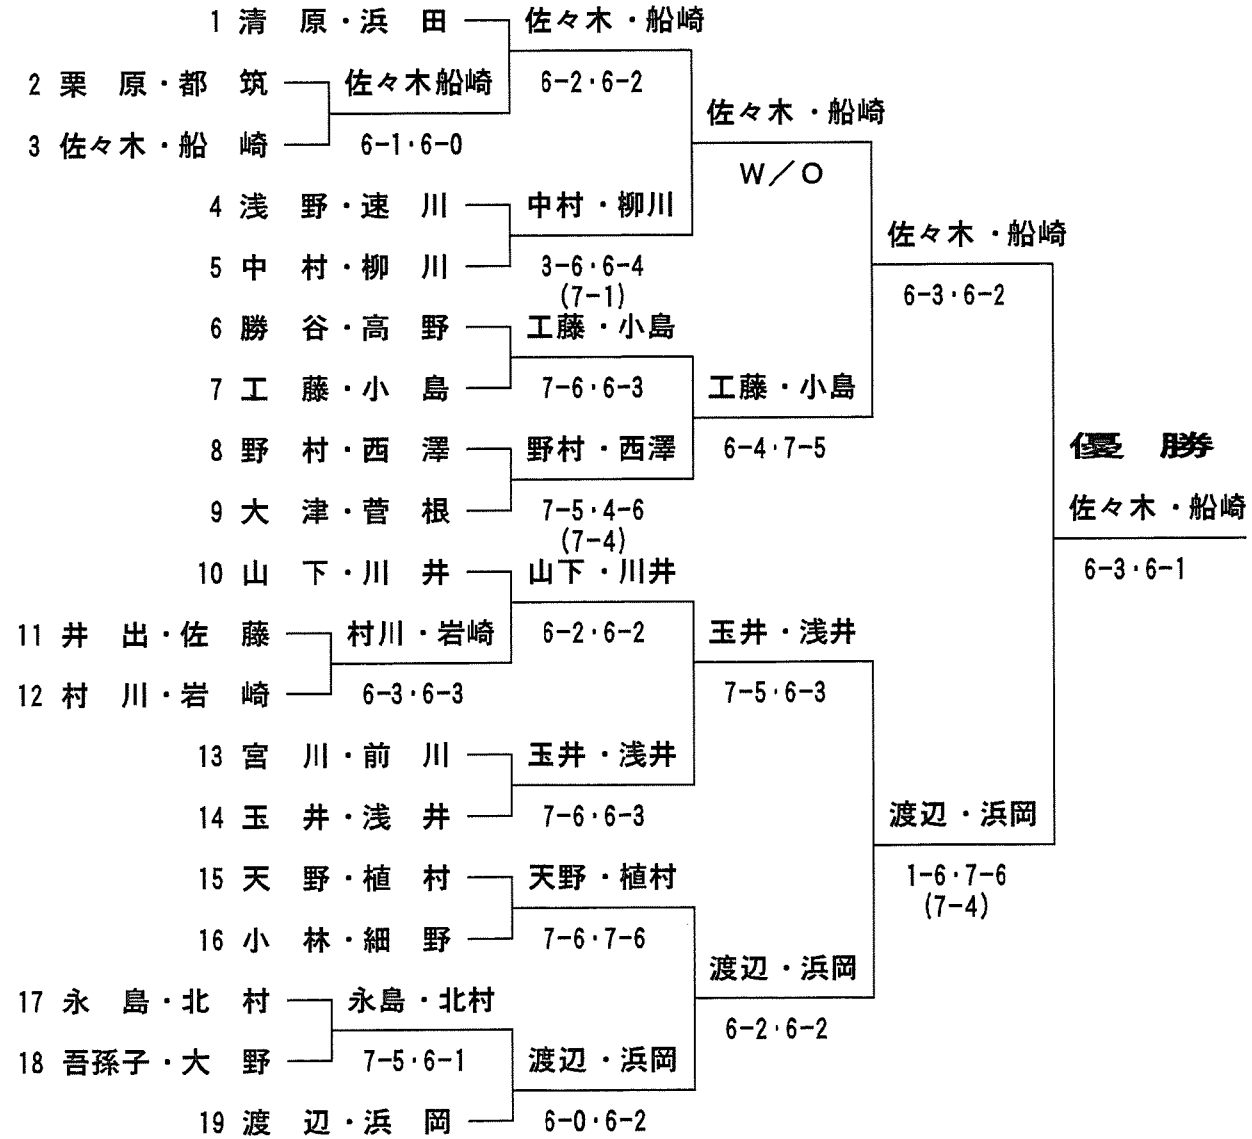 1 清 原・浜 田 佐々木・船崎
2 栗 原・都 筑 佐々木船崎 6-2・6-2
佐々木・船崎
3 佐々木・船 崎 6-1・6-0
W／O
4 浅 野・速 川 中村・柳川
佐々木・船崎
5 中 村・柳 川 3-6・6-4
(7-1) 6-3・6-2
6 勝 谷・高 野 工藤・小島
7 工 藤・小 島 7-6・6-3 工藤・小島
8 野 村・西 澤 野村・西澤 6-4・7-5 優 勝
9 大 津・菅 根 7-5・4-6 佐々木・船崎
(7-4)
10 山 下・川 井 山下・川井 6-3・6-1
11 井 出・佐 藤 村川・岩崎 6-2・6-2 玉井・浅井
12 村 川・岩 崎 6-3・6-3 7-5・6-3
13 宮 川・前 川 玉井・浅井
14 玉 井・浅 井 7-6・6-3 渡辺・浜岡
15 天 野・植 村 天野・植村 1-6・7-6
(7-4)
16 小 林・細 野 7-6・7-6
渡辺・浜岡
17 永 島・北 村 永島・北村
6-2・6-2
18 吾孫子・大 野 7-5・6-1 渡辺・浜岡
19 渡 辺・浜 岡 6-0・6-2